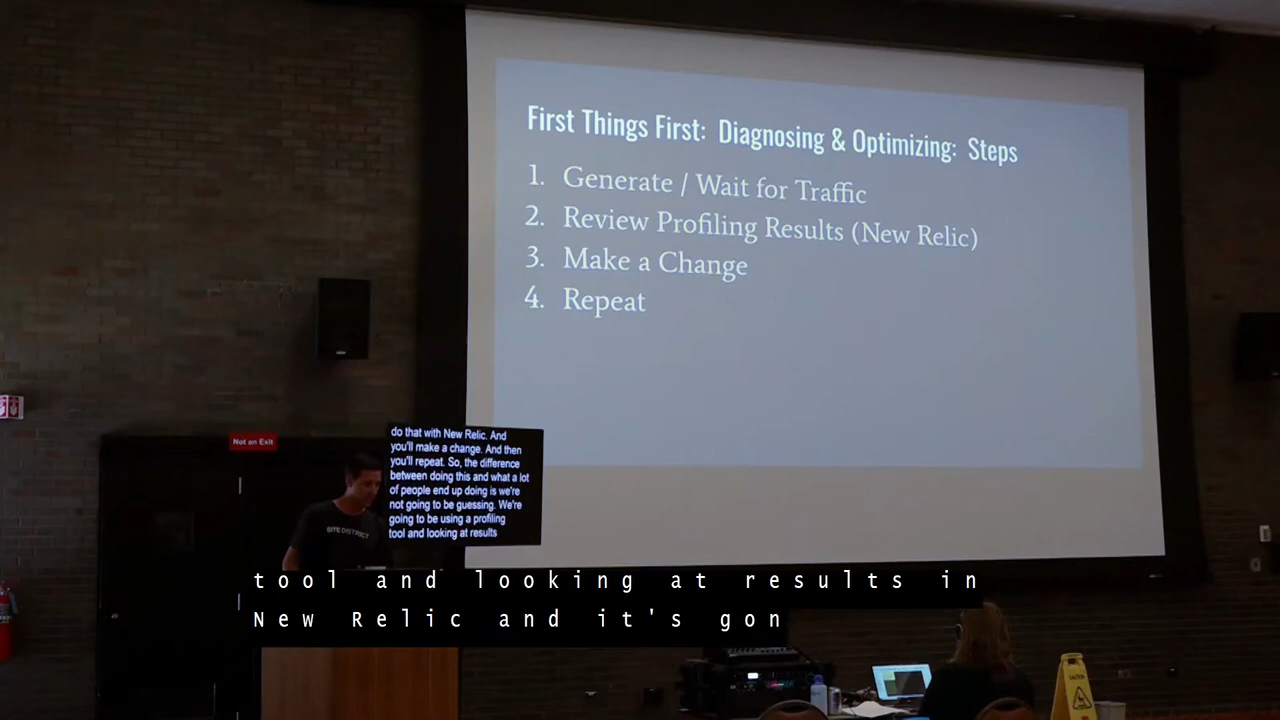 First Things First: Diagnosing & Optimizing: Steps
1. Generate / Wait for Traffic
2. Review Profiling Results (New Relic)
3. Make a Change
4. Repeat
Not an Exit
do that with New Relic. And
you'll make a change. And then
you'll repeat. So, the difference
between doing this and what a lot
of people end up doing is we're
not going to be guessing. We're
going to be using a profiling
tool and looking at results
SITE DISTRICT
tool and looking at results in
New Relic and it's gon
CAUTION